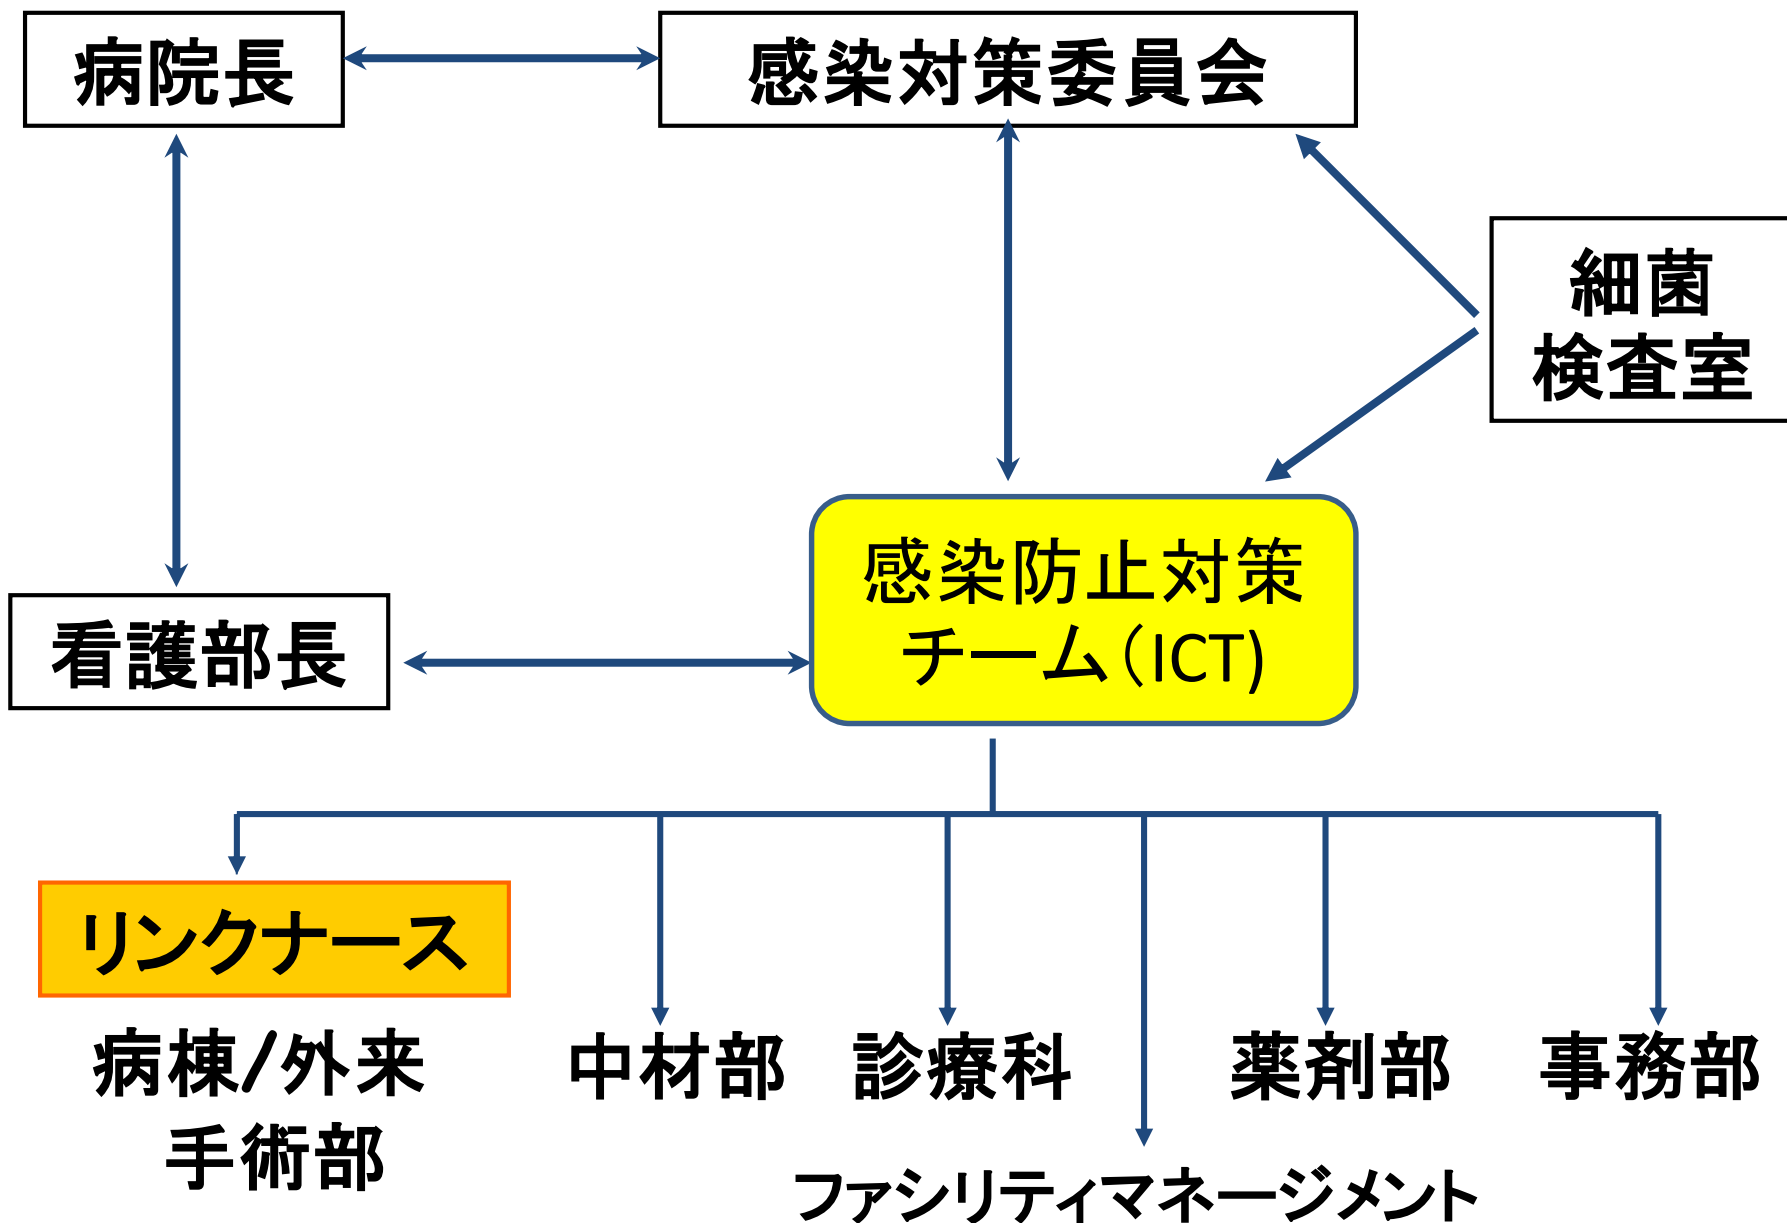 病院長
感染対策委員会
細菌
検査室
感染防止対策
チーム（ICT)
看護部長
リンクナース
病棟/外来
手術部
中材部
診療科
薬剤部
事務部
ファシリティマネージメント